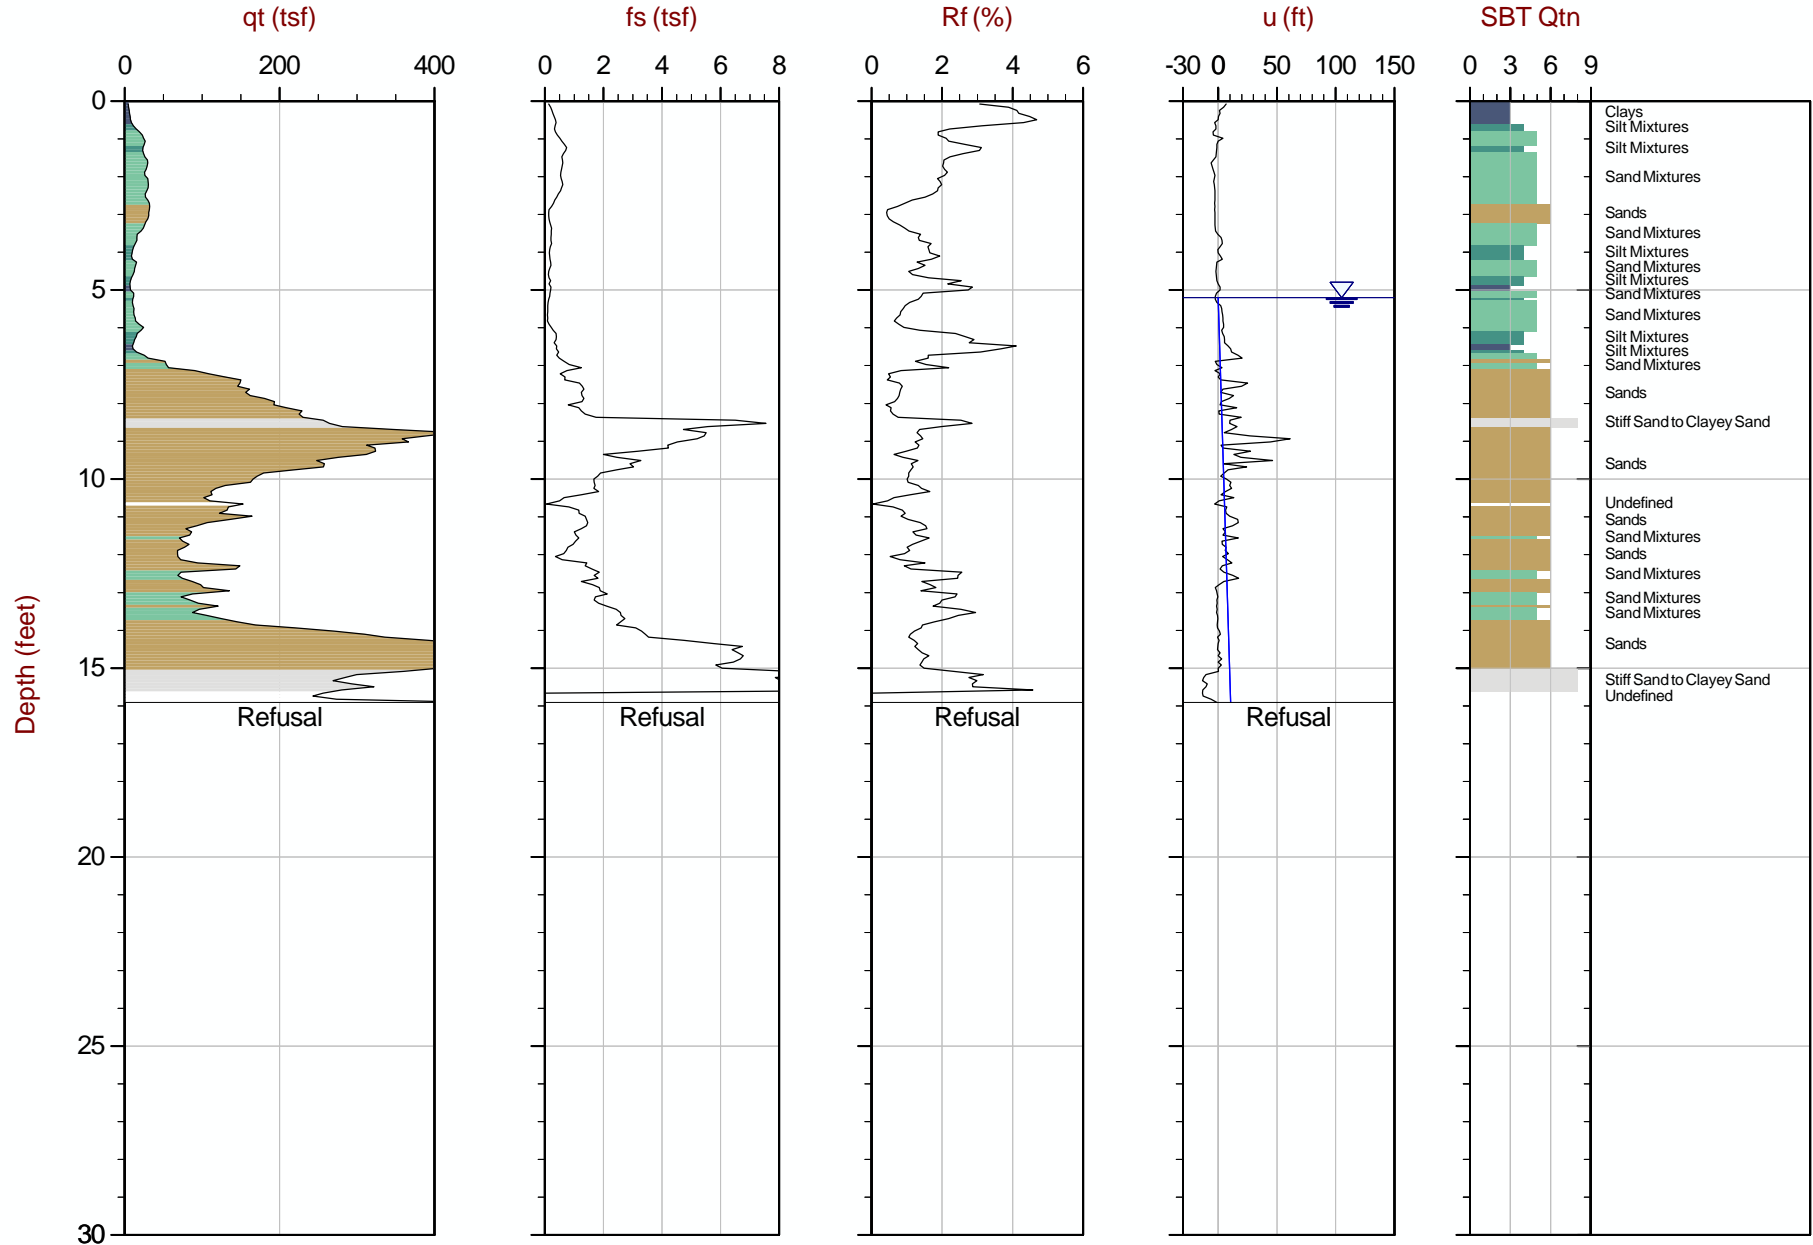 qt (tsf)
fs (tsf)
Rf (%)
u (ft)
SBT Qtn
0 200 400
0 2 4 6 8
0 2 4 6
-30 0 50 100 150
0 3 6 9
0
5
10
15
20
25
30
Depth (feet)
Clays
Silt Mixtures
Silt Mixtures
Sand Mixtures
Sands
Sand Mixtures
Silt Mixtures
Sand Mixtures
Silt Mixtures
Sand Mixtures
Sand Mixtures
Silt Mixtures
Silt Mixtures
Sand Mixtures
Sands
Stiff Sand to Clayey Sand
Sands
Undefined
Sands
Sand Mixtures
Sands
Sand Mixtures
Sand Mixtures
Sand Mixtures
Sands
Stiff Sand to Clayey Sand
Undefined
Refusal
Refusal
Refusal
Refusal